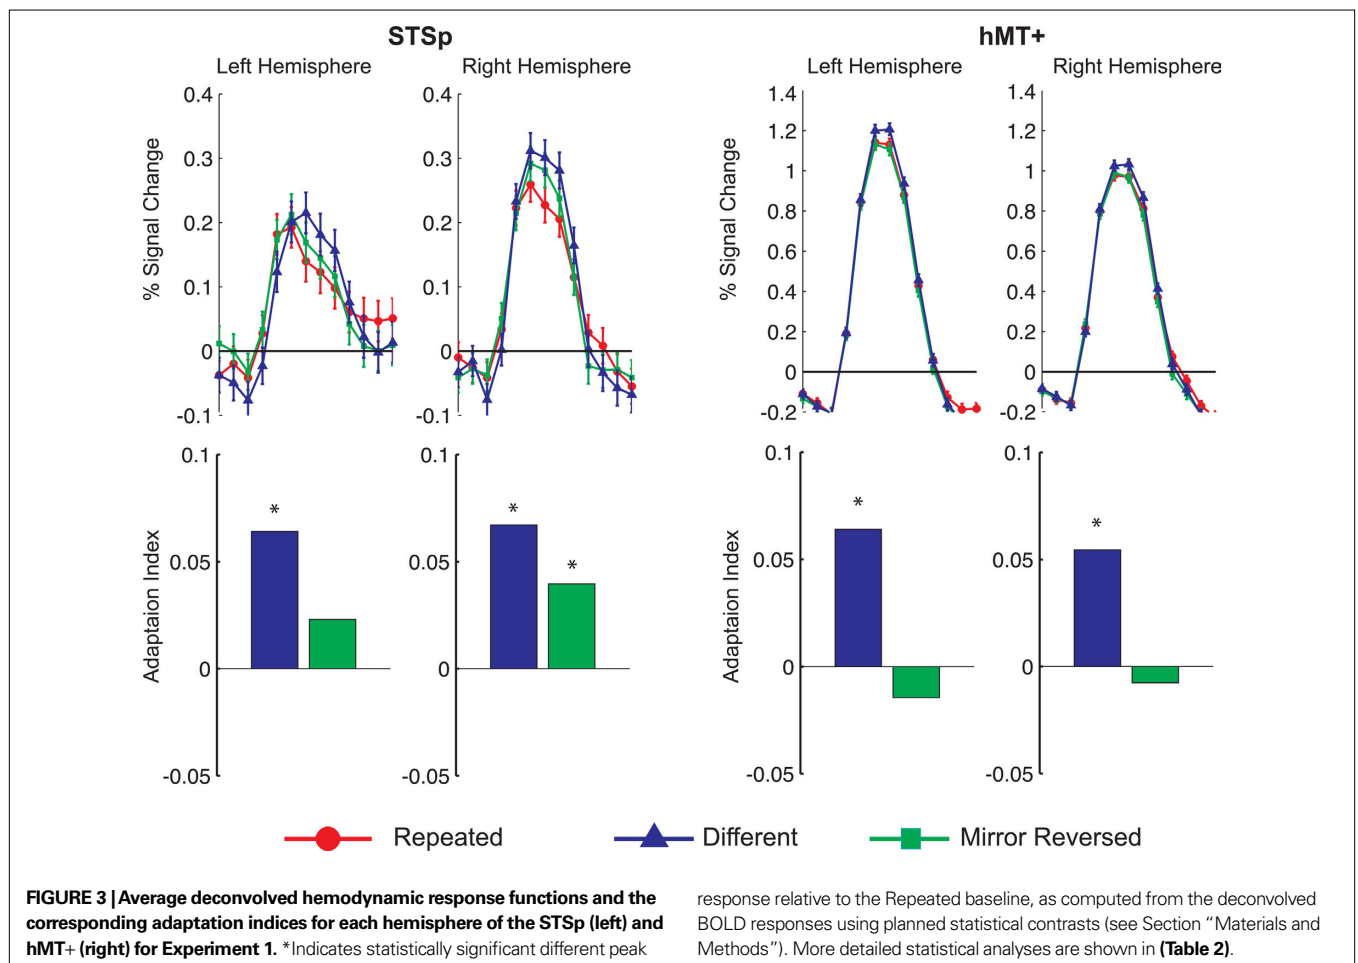 STSp
hMT+
Left Hemisphere
Right Hemisphere
Left Hemisphere
Right Hemisphere
% Signal Change
0.4
0.3
0.2
0.1
0
-0.1
0.4
0.3
0.2
0.1
0
-0.1
% Signal Change
1.4
1.2
1
0.8
0.6
0.4
0.2
0
-0.2
1.4
1.2
1
0.8
0.6
0.4
0.2
0
-0.2
Adaptaion Index
0.1
0.05
0
-0.05
*
0.1
0.05
0
-0.05
*
*
Adaptaion Index
0.1
0.05
0
-0.05
*
0.1
0.05
0
-0.05
*
Repeated
Different
Mirror Reversed
FIGURE 3 | Average deconvolved hemodynamic response functions and the
corresponding adaptation indices for each hemisphere of the STSp (left) and
hMT+ (right) for Experiment 1. *Indicates statistically significant different peak
response relative to the Repeated baseline, as computed from the deconvolved
BOLD responses using planned statistical contrasts (see Section “Materials and
Methods”). More detailed statistical analyses are shown in (Table 2).